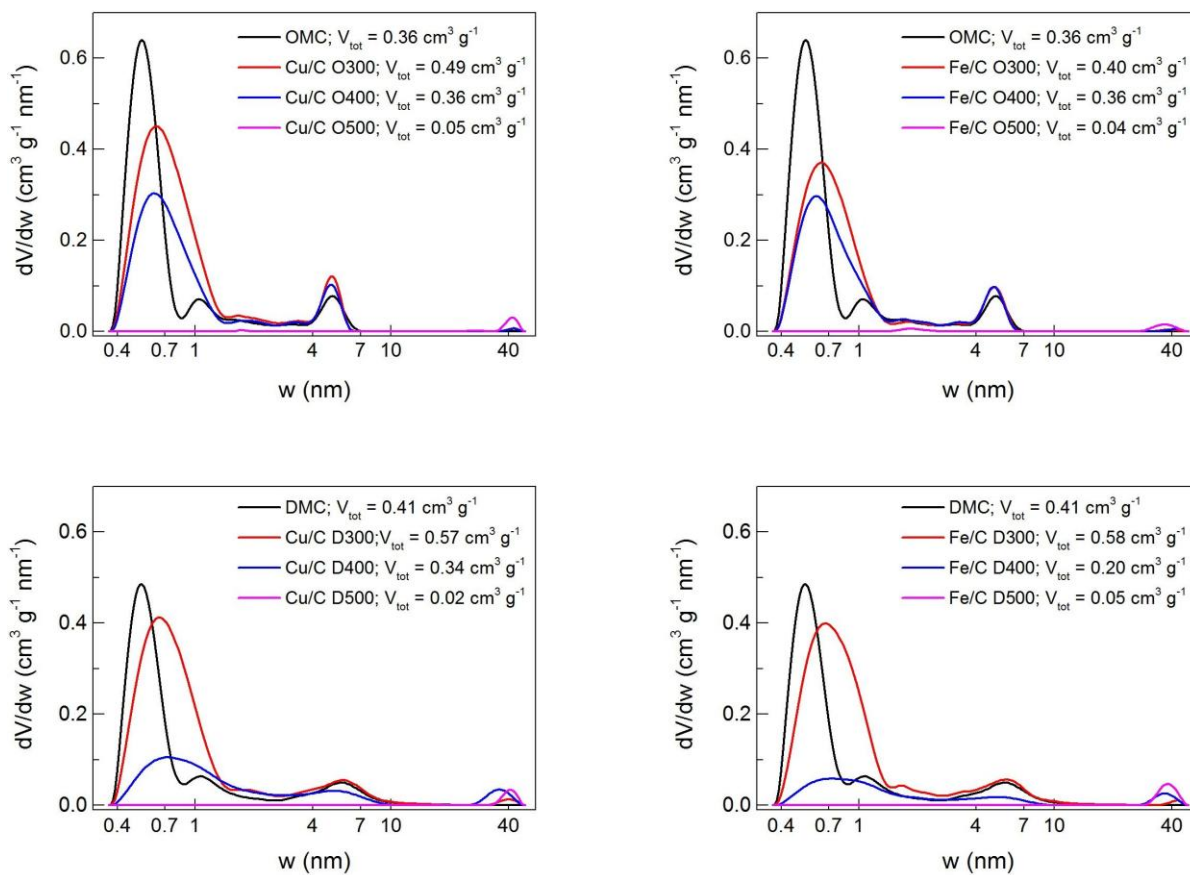 OMC; V_tot = 0.36 cm³ g⁻¹
Cu/C O300; V_tot = 0.49 cm³ g⁻¹
Cu/C O400; V_tot = 0.36 cm³ g⁻¹
Cu/C O500; V_tot = 0.05 cm³ g⁻¹
dV/dw (cm³ g⁻¹ nm⁻¹)
0.6
0.4
0.2
0.0
0.4 0.7 1 4 7 10 40
w (nm)
OMC; V_tot = 0.36 cm³ g⁻¹
Fe/C O300; V_tot = 0.40 cm³ g⁻¹
Fe/C O400; V_tot = 0.36 cm³ g⁻¹
Fe/C O500; V_tot = 0.04 cm³ g⁻¹
dV/dw (cm³ g⁻¹ nm⁻¹)
0.6
0.4
0.2
0.0
0.4 0.7 1 4 7 10 40
w (nm)
DMC; V_tot = 0.41 cm³ g⁻¹
Cu/C D300;V_tot = 0.57 cm³ g⁻¹
Cu/C D400; V_tot = 0.34 cm³ g⁻¹
Cu/C D500; V_tot = 0.02 cm³ g⁻¹
dV/dw (cm³ g⁻¹ nm⁻¹)
0.6
0.4
0.2
0.0
0.4 0.7 1 4 7 10 40
w (nm)
DMC; V_tot = 0.41 cm³ g⁻¹
Fe/C D300; V_tot = 0.58 cm³ g⁻¹
Fe/C D400; V_tot = 0.20 cm³ g⁻¹
Fe/C D500; V_tot = 0.05 cm³ g⁻¹
dV/dw (cm³ g⁻¹ nm⁻¹)
0.6
0.4
0.2
0.0
0.4 0.7 1 4 7 10 40
w (nm)